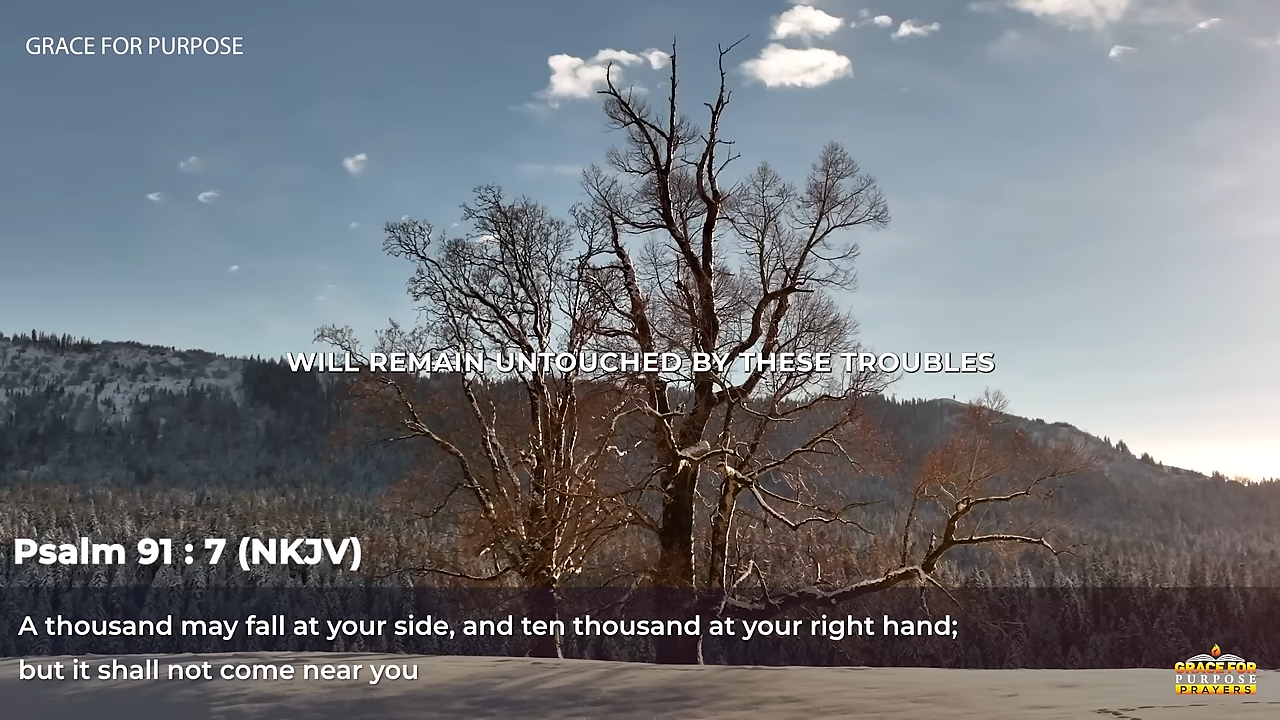 GRACE FOR PURPOSE
WILL REMAIN UNTOUCHED BY THESE TROUBLES
Psalm 91 : 7 (NKJV)
A thousand may fall at your side, and ten thousand at your right hand;
but it shall not come near you
GRACE FOR
PURPOSE
PRAYERS